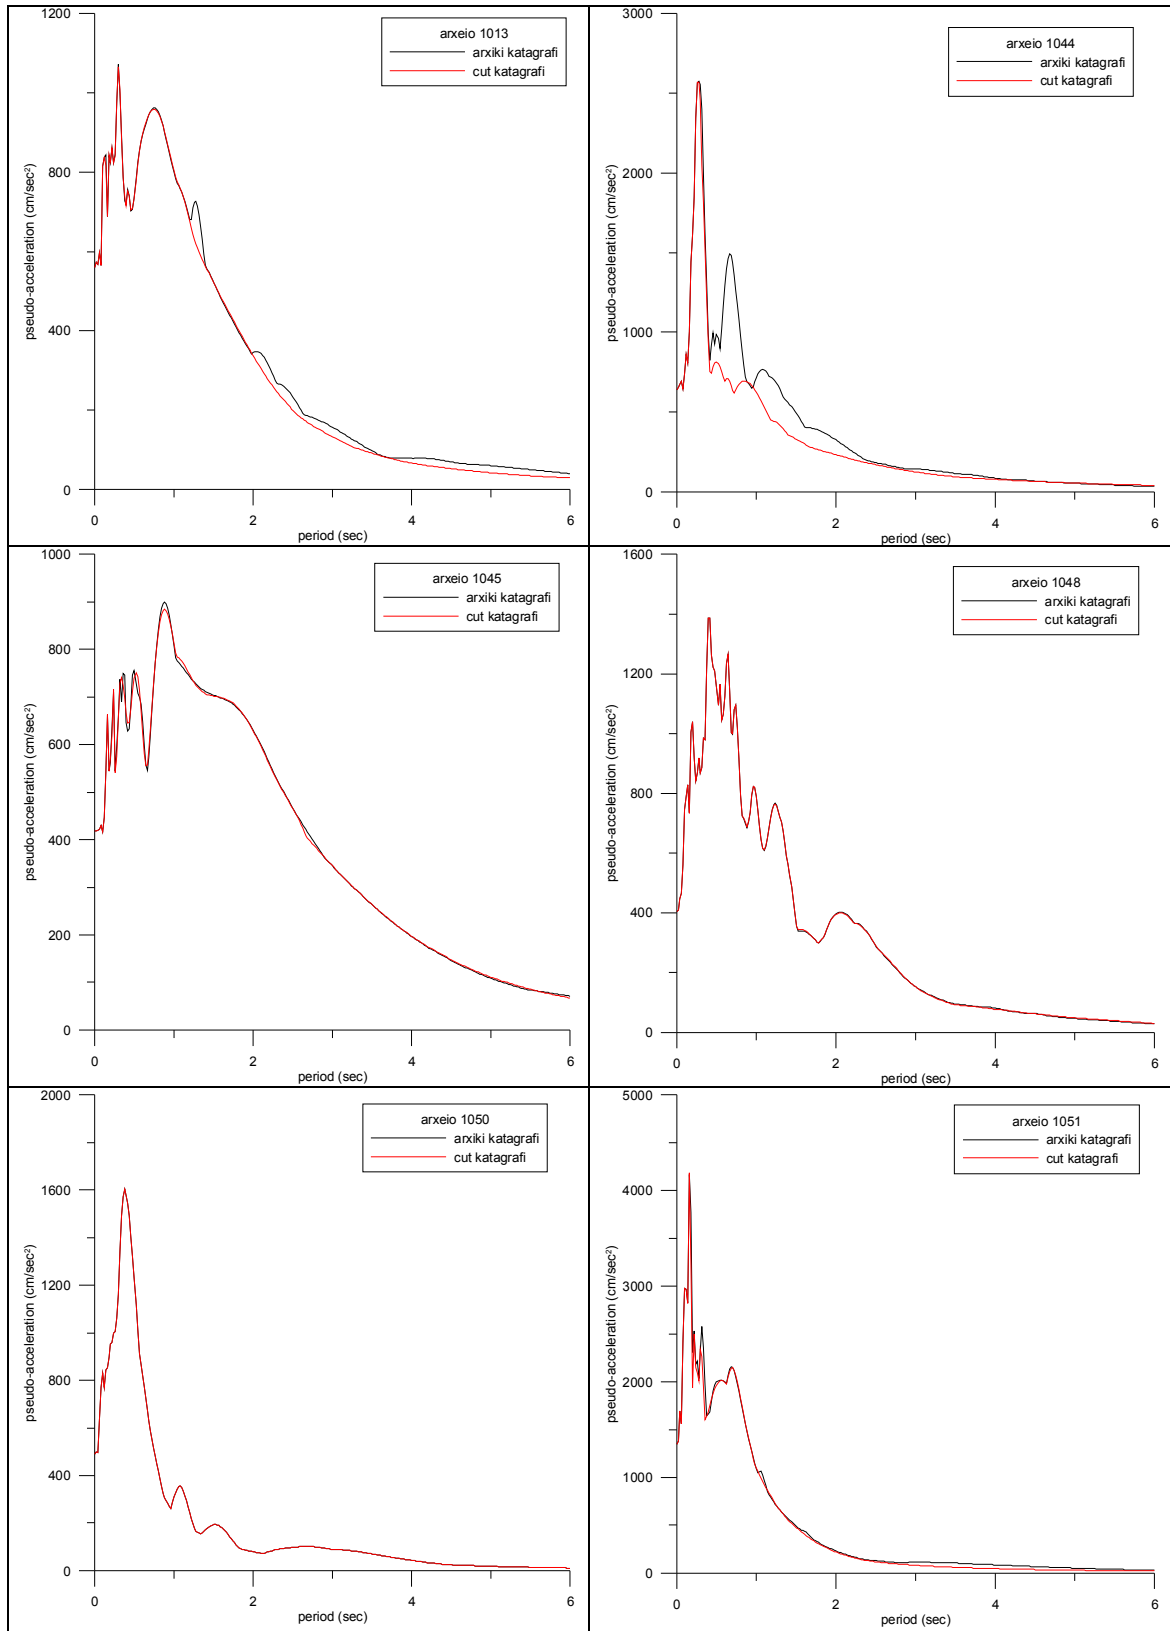 1200
800
400
0
pseudo-acceleration (cm/sec²)
arxeio 1013
arxiki katagrafi
cut katagrafi
0 2 4 6
period (sec)
3000
2000
1000
0
pseudo-acceleration (cm/sec²)
arxeio 1044
arxiki katagrafi
cut katagrafi
0 2 4 6
period (sec)
1000
800
600
400
200
0
pseudo-acceleration (cm/sec²)
arxeio 1045
arxiki katagrafi
cut katagrafi
0 2 4 6
period (sec)
1600
1200
800
400
0
pseudo-acceleration (cm/sec²)
arxeio 1048
arxiki katagrafi
cut katagrafi
0 2 4 6
period (sec)
2000
1600
1200
800
400
0
pseudo-acceleration (cm/sec²)
arxeio 1050
arxiki katagrafi
cut katagrafi
0 2 4 6
period (sec)
5000
4000
3000
2000
1000
0
pseudo-acceleration (cm/sec²)
arxeio 1051
arxiki katagrafi
cut katagrafi
0 2 4 6
period (sec)